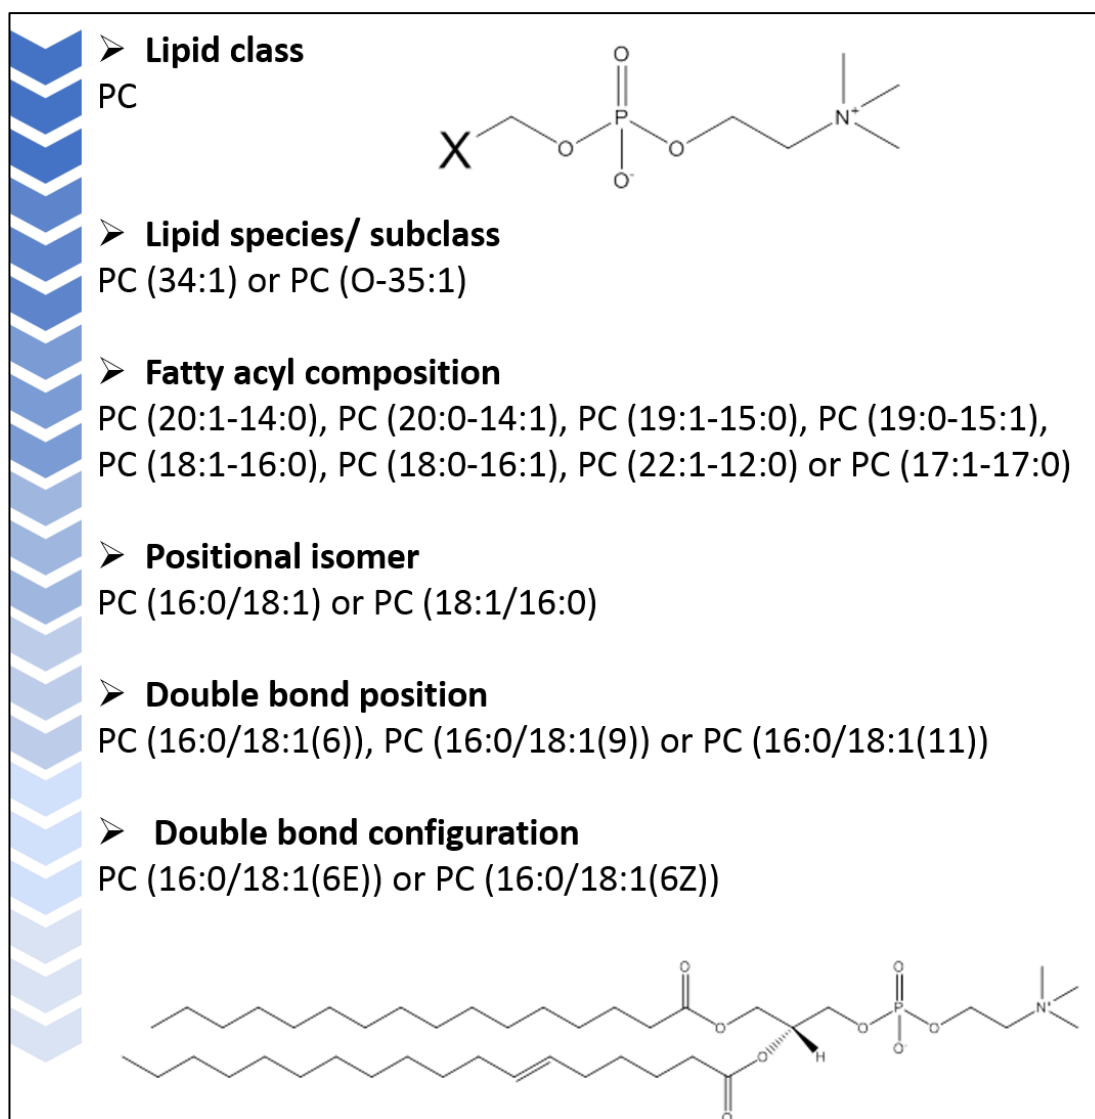 ➢ Lipid class
PC
X
O
O
P
O⁻
O
N⁺
➢ Lipid species/ subclass
PC (34:1) or PC (O-35:1)
➢ Fatty acyl composition
PC (20:1-14:0), PC (20:0-14:1), PC (19:1-15:0), PC (19:0-15:1),
PC (18:1-16:0), PC (18:0-16:1), PC (22:1-12:0) or PC (17:1-17:0)
➢ Positional isomer
PC (16:0/18:1) or PC (18:1/16:0)
➢ Double bond position
PC (16:0/18:1(6)), PC (16:0/18:1(9)) or PC (16:0/18:1(11))
➢ Double bond configuration
PC (16:0/18:1(6E)) or PC (16:0/18:1(6Z))
O
O
O
O
P
O⁻
O
N⁺
O
H
O